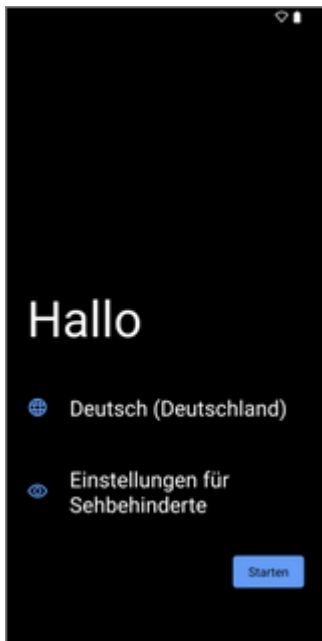 Hallo
Deutsch (Deutschland)
Einstellungen für
Sehbehinderte
Starten